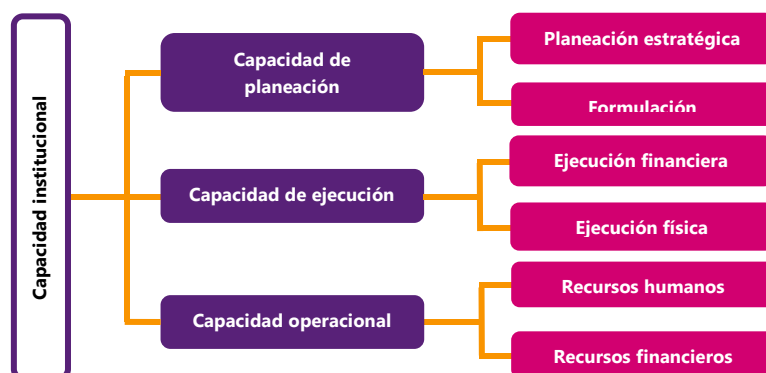 Capacidad institucional
Capacidad de
planeación
Planeación estratégica
Formulación
Capacidad de ejecución
Ejecución financiera
Ejecución física
Capacidad operacional
Recursos humanos
Recursos financieros